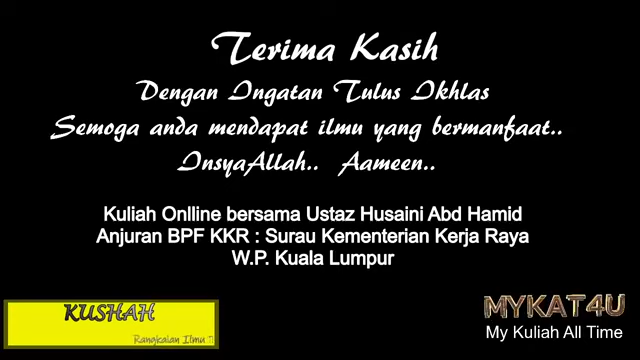 Terima Kasih
Dengan Ingatan Tulus Ikhlas
Semoga anda mendapat ilmu yang bermanfaat..
InsyaAllah.. Aameen..
Kuliah Onlline bersama Ustaz Husaini Abd Hamid
Anjuran BPF KKR : Surau Kementerian Kerja Raya
W.P. Kuala Lumpur
KUSHAH
Rangkaian Ilmu
MYKAT4U
My Kuliah All Time